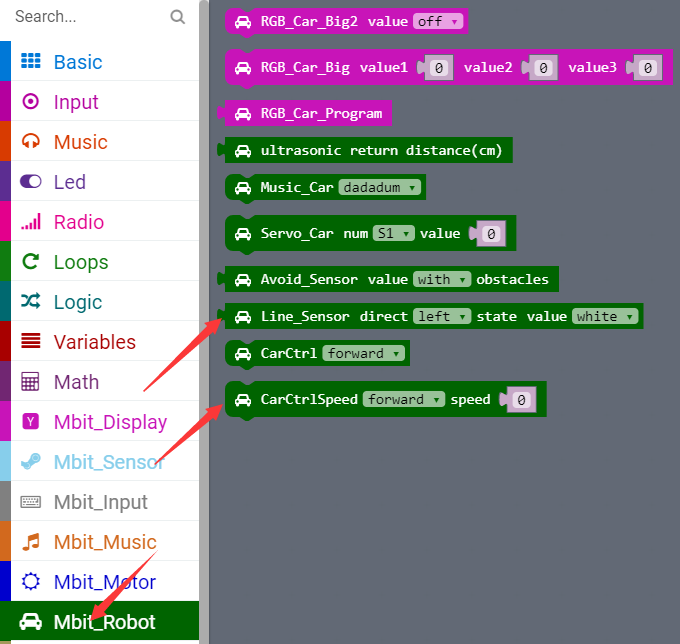 Search...
Basic
Input
Music
Led
Radio
Loops
Logic
Variables
Math
Y Mbit_Display
Mbit_Sensor
Mbit_Input
Mbit_Music
Mbit_Motor
Mbit_Robot
RGB_Car_Big2 value off
RGB_Car_Big value1 0 value2 0 value3 0
RGB_Car_Program
ultrasonic return distance(cm)
Music_Car dadadum
Servo_Car num S1 value 0
Avoid_Sensor value with obstacles
Line_Sensor direct left state value white
CarCtrl forward
CarCtrlSpeed forward speed 0